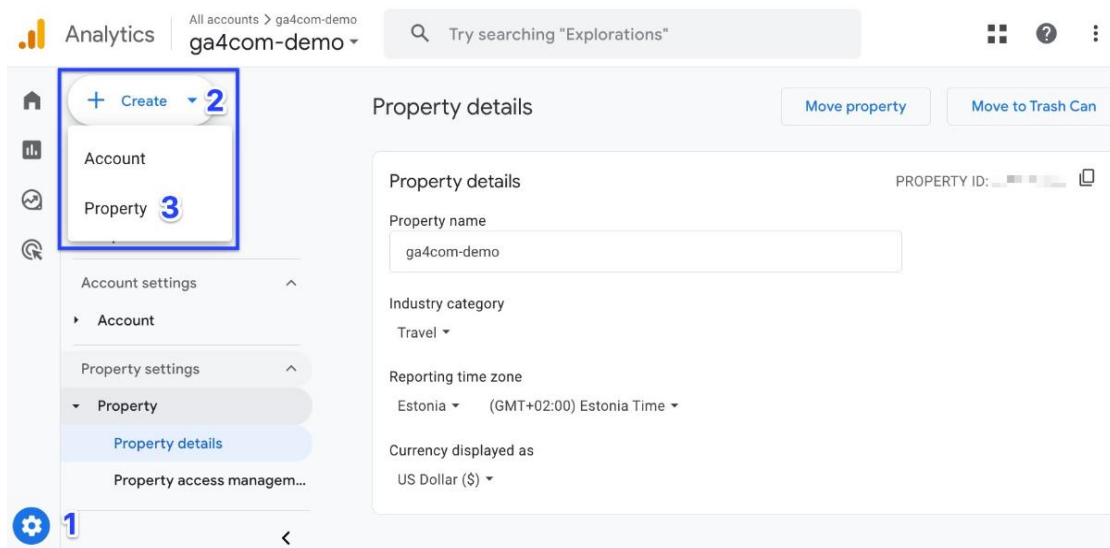 Analytics
All accounts > ga4com-demo
ga4com-demo
Try searching "Explorations"
+ Create 2
Account
Property 3
Account settings
Account
Property settings
Property
Property details
Property access managem...
1
Property details
Move property
Move to Trash Can
Property details
PROPERTY ID:
Property name
ga4com-demo
Industry category
Travel
Reporting time zone
Estonia (GMT+02:00) Estonia Time
Currency displayed as
US Dollar ($)